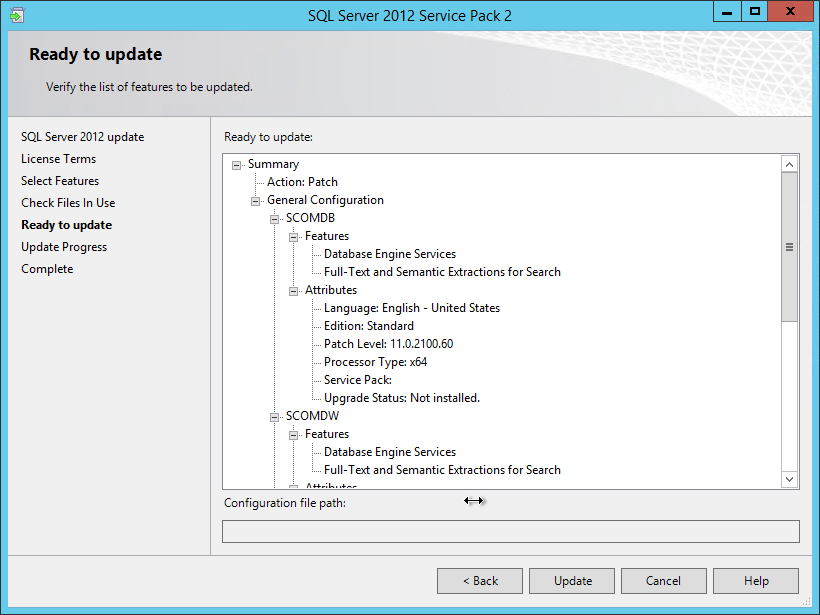 SQL Server 2012 Service Pack 2
Ready to update
Verify the list of features to be updated.
SQL Server 2012 update
License Terms
Select Features
Check Files In Use
Ready to update
Update Progress
Complete
Ready to update:
Summary
Action: Patch
General Configuration
SCOMDB
Features
Database Engine Services
Full-Text and Semantic Extractions for Search
Attributes
Language: English - United States
Edition: Standard
Patch Level: 11.0.2100.60
Processor Type: x64
Service Pack:
Upgrade Status: Not installed.
SCOMDW
Features
Database Engine Services
Full-Text and Semantic Extractions for Search
Attributes
Configuration file path:
< Back
Update
Cancel
Help